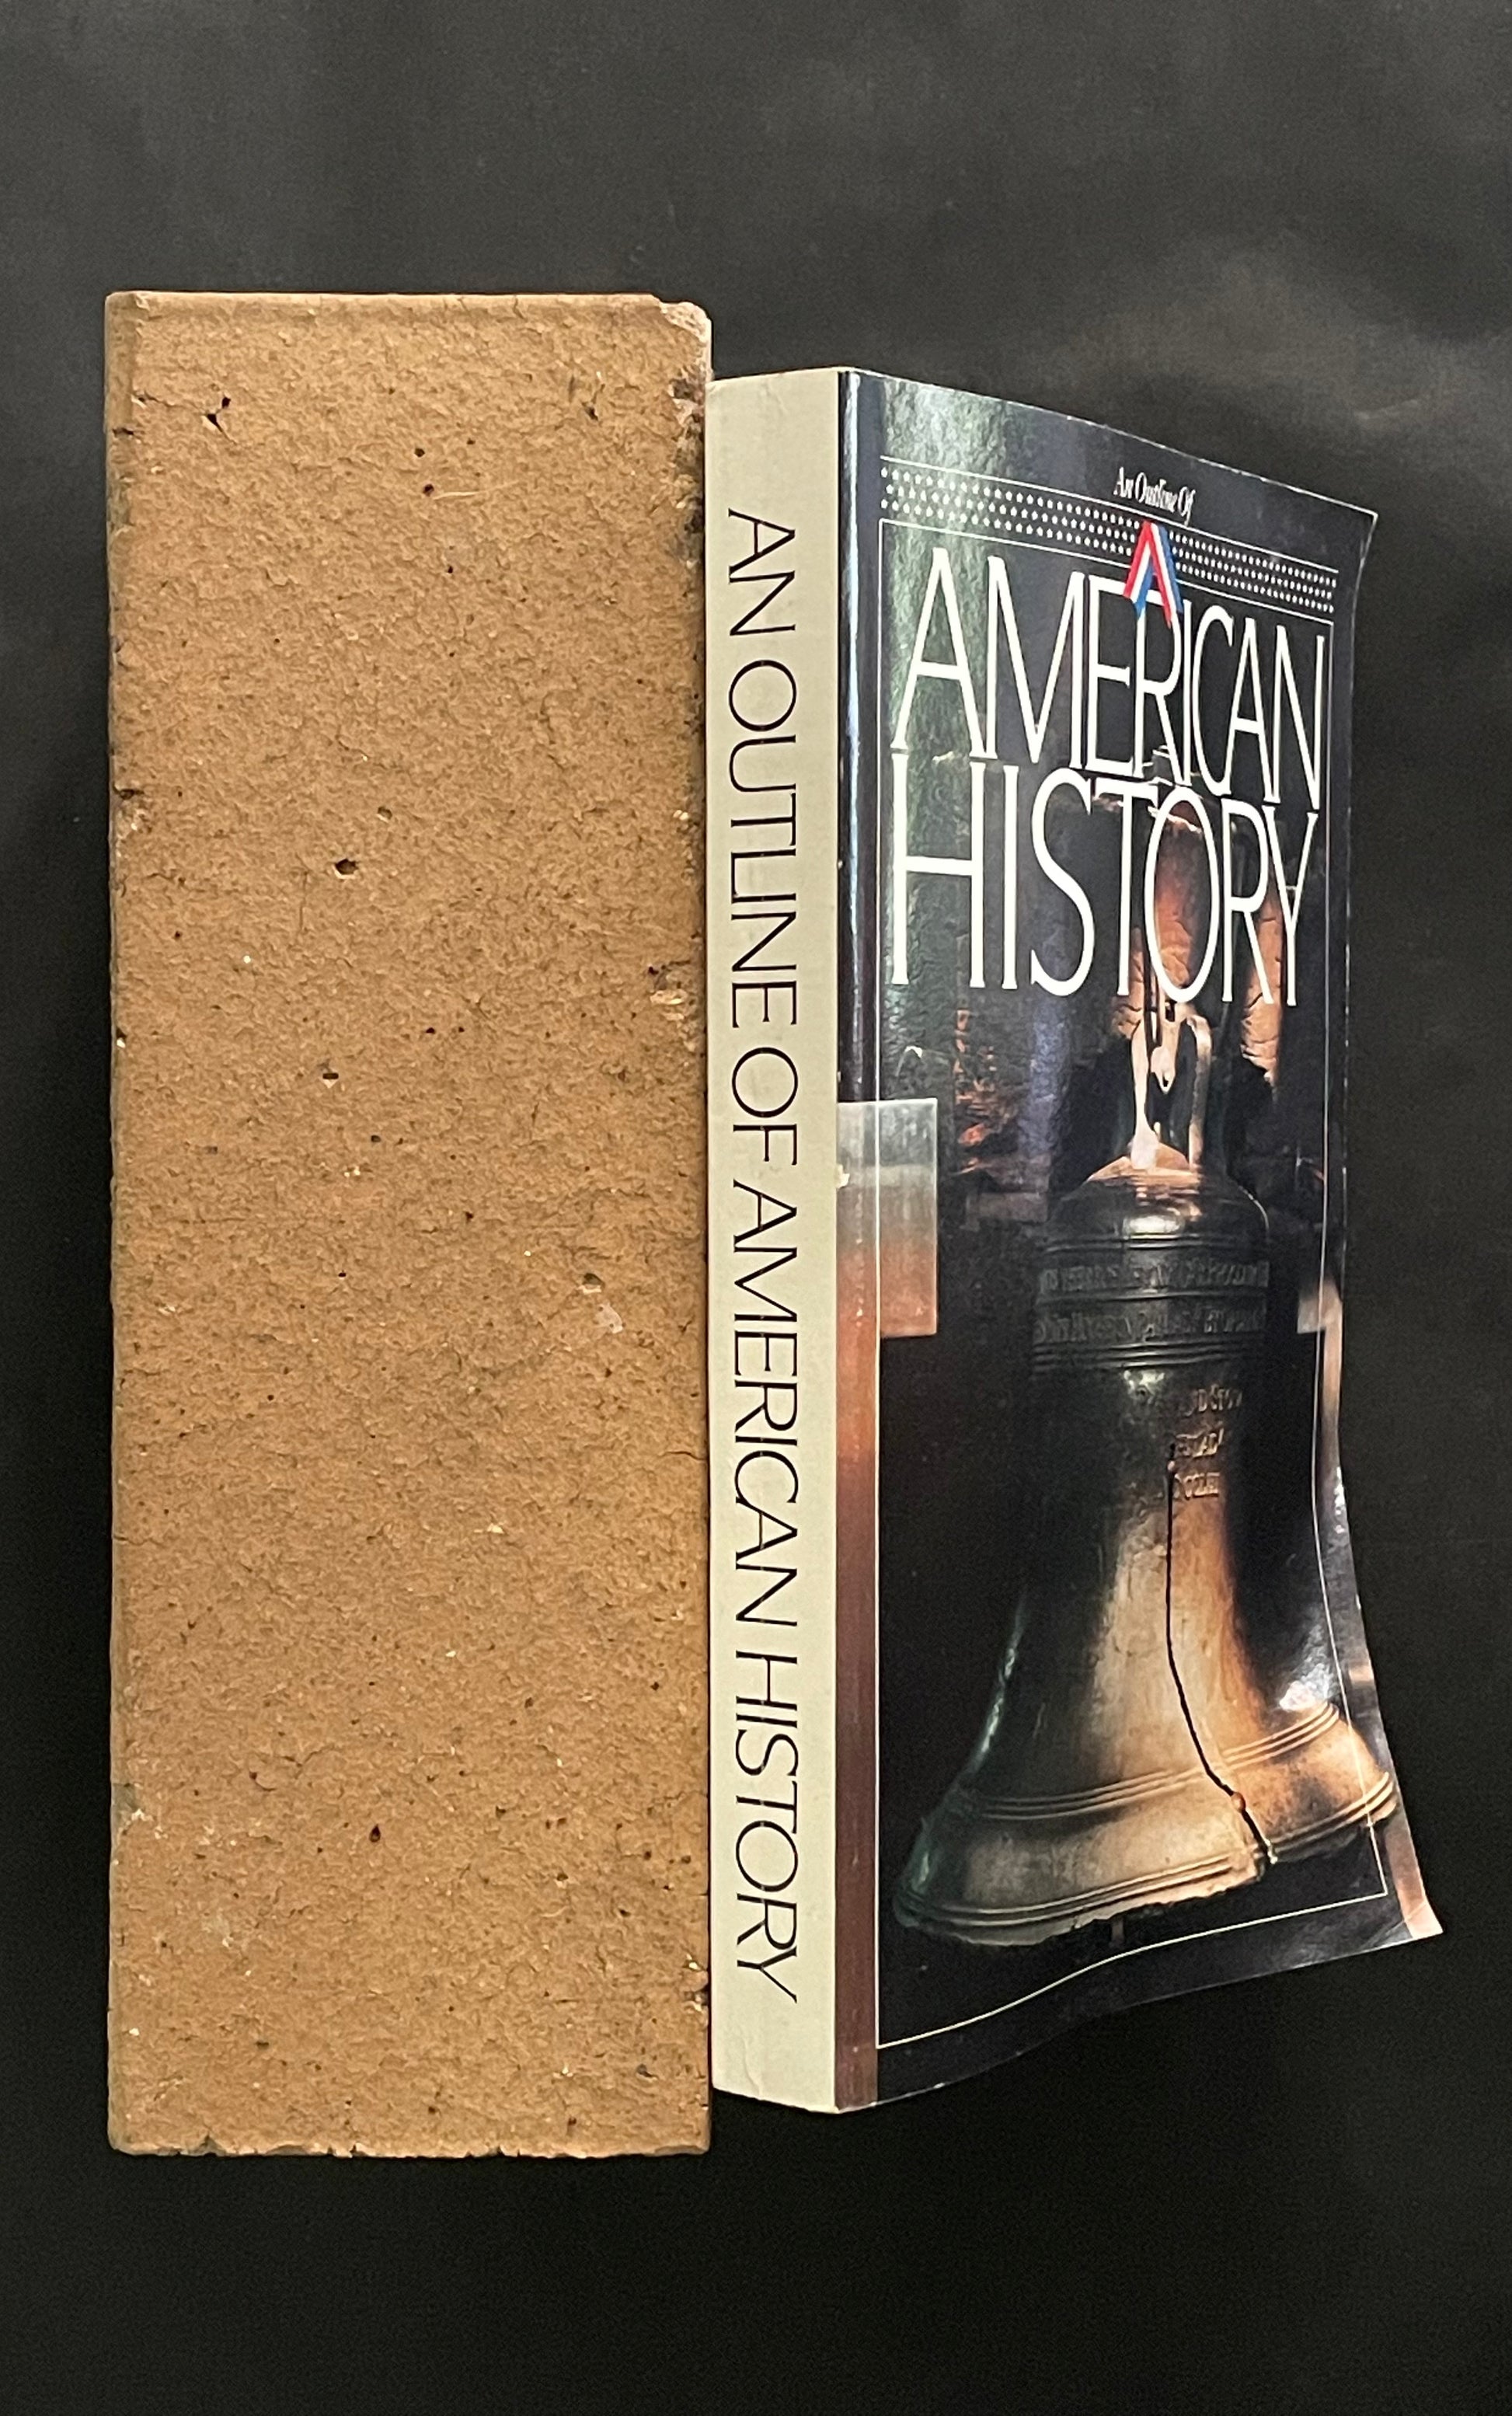 AN OUTLINE OF AMERICAN HISTORY
An Outline Of
AMERICAN
HISTORY